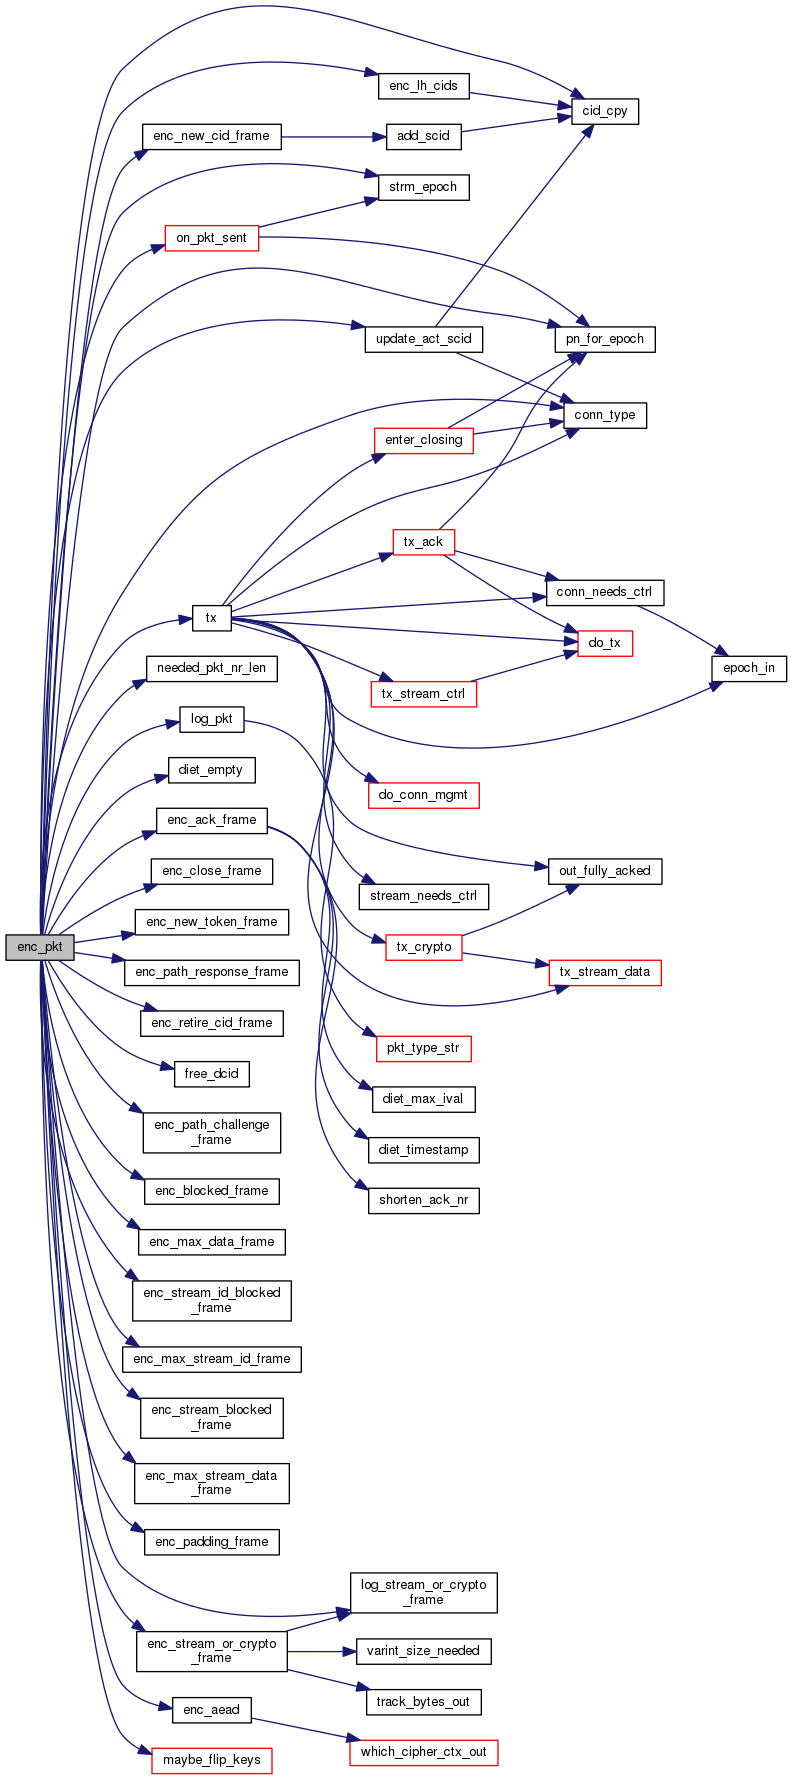 enc_lh_cids
cid_cpy
enc_new_cid_frame
add_scid
strm_epoch
on_pkt_sent
update_act_scid
pn_for_epoch
conn_type
enter_closing
tx_ack
conn_needs_ctrl
tx
do_tx
needed_pkt_nr_len
epoch_in
tx_stream_ctrl
log_pkt
diet_empty
do_conn_mgmt
enc_ack_frame
enc_close_frame
out_fully_acked
stream_needs_ctrl
enc_new_token_frame
enc_pkt
tx_crypto
enc_path_response_frame
tx_stream_data
enc_retire_cid_frame
pkt_type_str
free_dcid
diet_max_ival
enc_path_challenge
_frame
diet_timestamp
enc_blocked_frame
shorten_ack_nr
enc_max_data_frame
enc_stream_id_blocked
_frame
enc_max_stream_id_frame
enc_stream_blocked
_frame
enc_max_stream_data
_frame
enc_padding_frame
log_stream_or_crypto
_frame
enc_stream_or_crypto
_frame
varint_size_needed
track_bytes_out
enc_aead
which_cipher_ctx_out
maybe_flip_keys